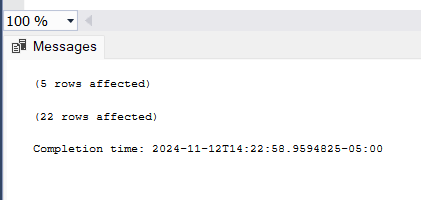 100 %
Messages
(5 rows affected)
(22 rows affected)
Completion time: 2024-11-12T14:22:58.9594825-05:00